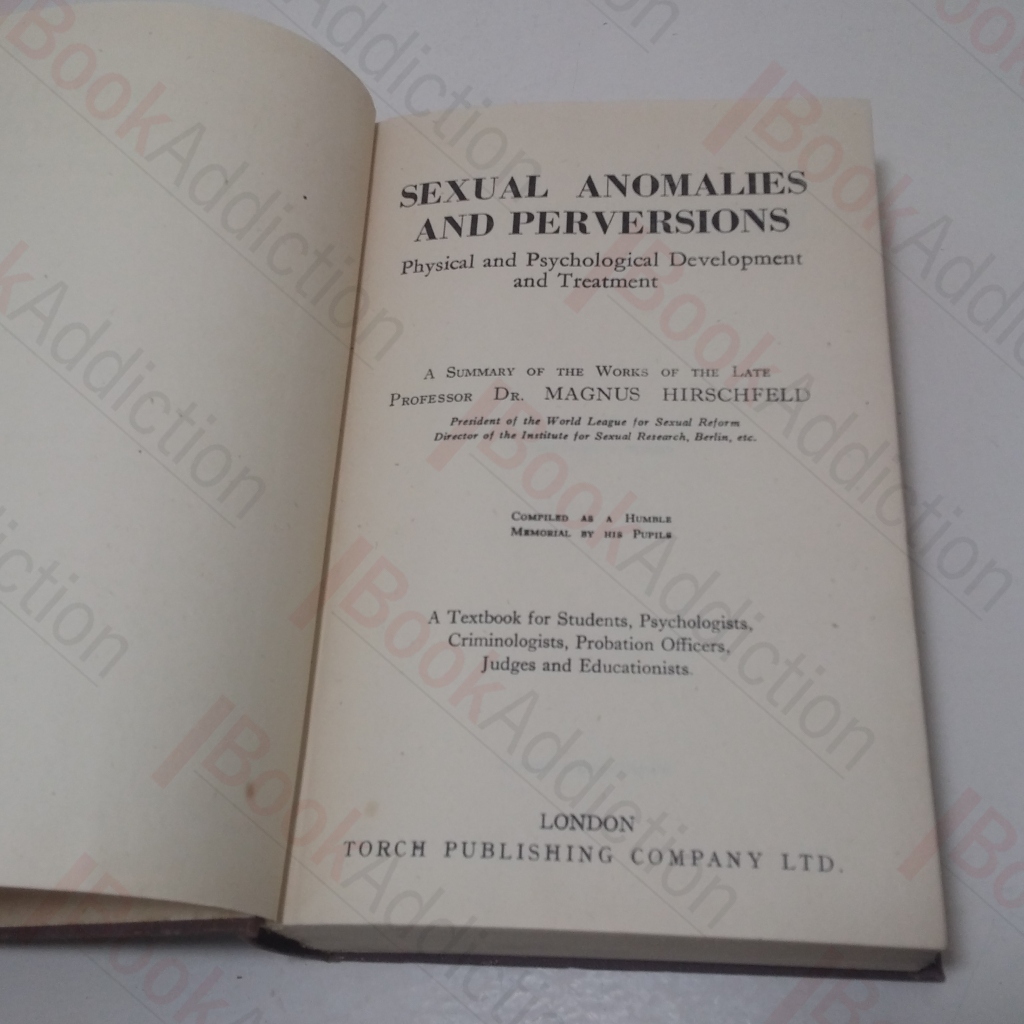 SEXUAL ANOMALIES
AND PERVERSIONS
Physical and Psychological Development
and Treatment
A SUMMARY OF THE WORKS OF THE LATE
PROFESSOR DR. MAGNUS HIRSCHFELD
President of the World League for Sexual Reform
Director of the Institute for Sexual Research, Berlin, etc.
COMPILED AS A HUMBLE
MEMORIAL BY HIS PUPILS
A Textbook for Students, Psychologists,
Criminologists, Probation Officers,
Judges and Educationists.
LONDON
TORCH PUBLISHING COMPANY LTD.
BookAddiction